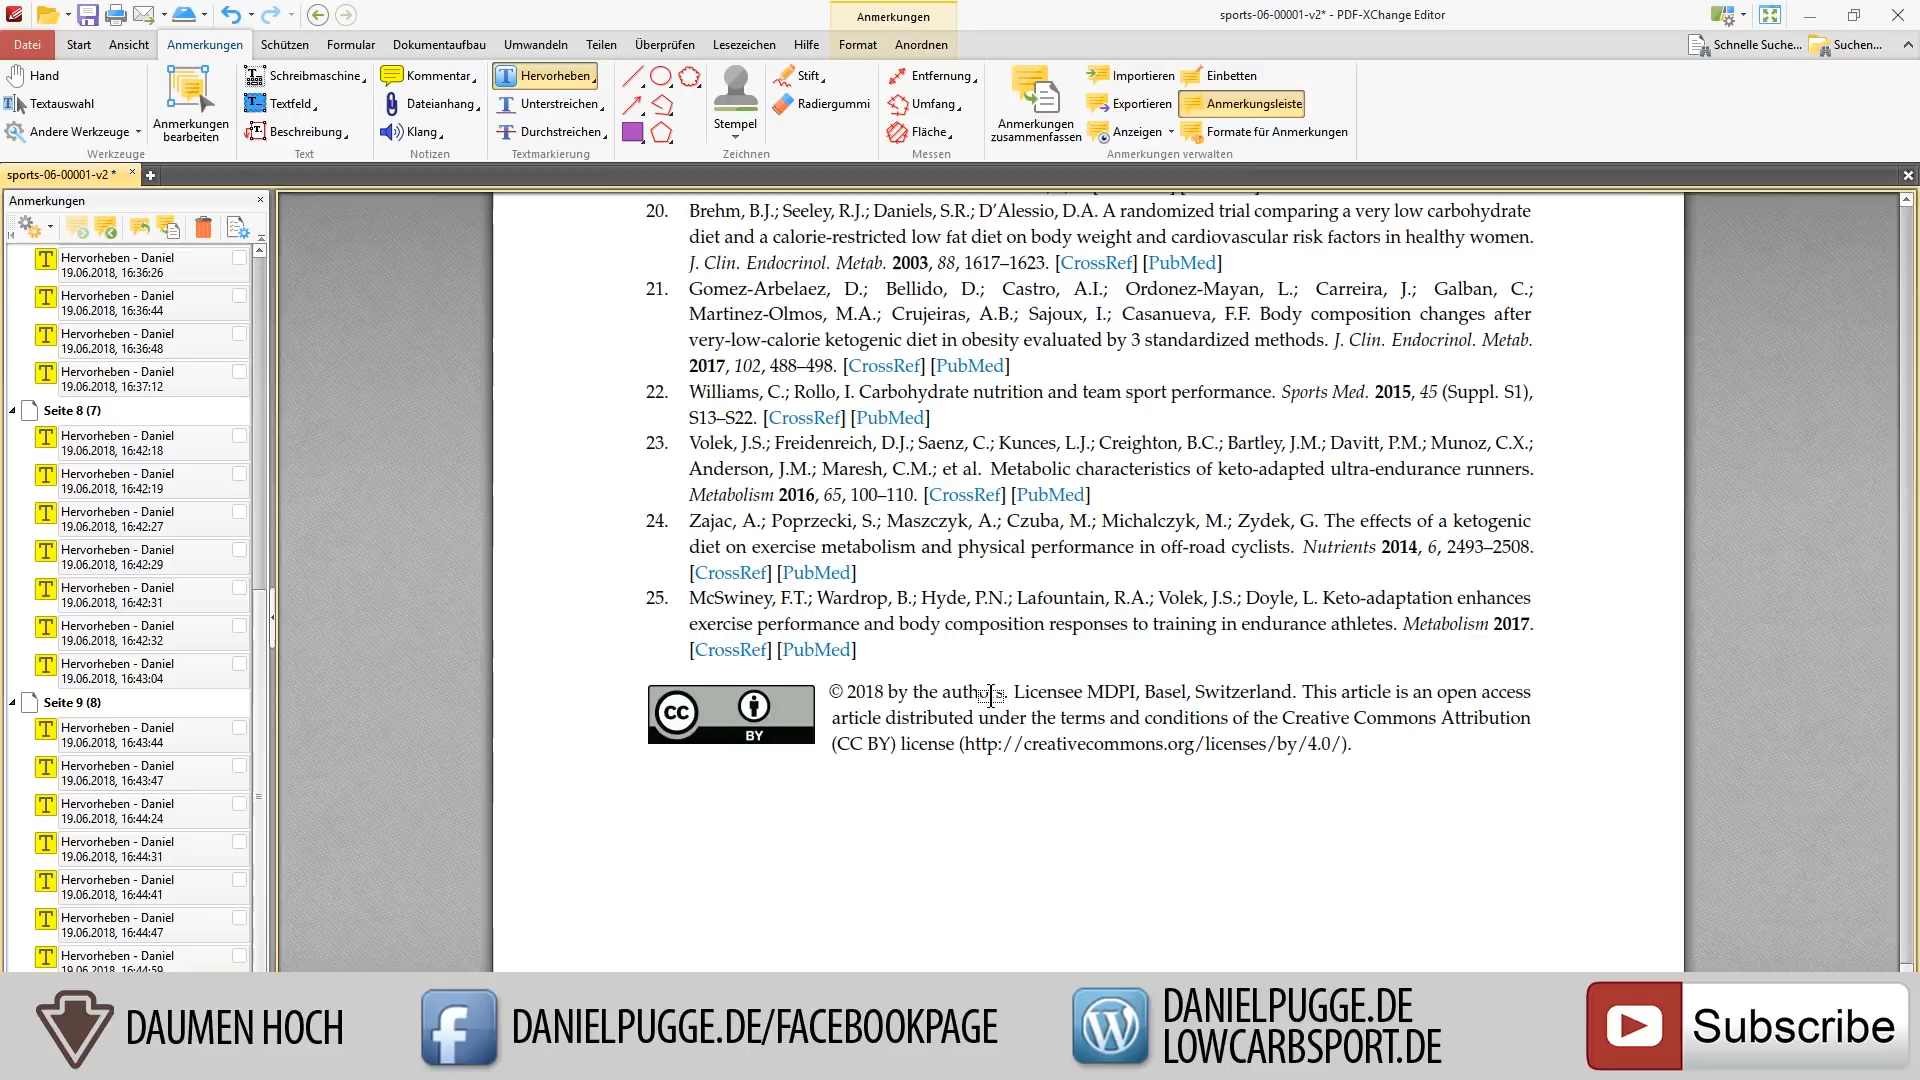 Anmerkungen
sports-06-00001-v2* - PDF-XChange Editor
Datei Start Ansicht Anmerkungen Schützen Formular Dokumentaufbau Umwandeln Teilen Überprüfen Lesezeichen Hilfe Format Anordnen Schnelle Suche... Suchen...
Hand
Textauswahl
Andere Werkzeuge
Werkzeuge
Anmerkungen
bearbeiten
Schreibmaschine
Textfeld
Beschreibung
Text
Kommentar
Dateianhang
Klang
Notizen
Hervorheben
Unterstreichen
Durchstreichen
Textmarkierung
Stempel
Stift
Radiergummi
Zeichnen
Entfernung
Umfang
Fläche
Messen
Anmerkungen
zusammenfassen
Importieren
Exportieren
Anzeigen
Einbetten
Anmerkungsleiste
Formate für Anmerkungen
Anmerkungen verwalten
sports-06-00001-v2 *
Anmerkungen
Hervorheben - Daniel
19.06.2018, 16:36:26
Hervorheben - Daniel
19.06.2018, 16:36:44
Hervorheben - Daniel
19.06.2018, 16:36:48
Hervorheben - Daniel
19.06.2018, 16:37:12
Seite 8 (7)
Hervorheben - Daniel
19.06.2018, 16:42:18
Hervorheben - Daniel
19.06.2018, 16:42:19
Hervorheben - Daniel
19.06.2018, 16:42:27
Hervorheben - Daniel
19.06.2018, 16:42:29
Hervorheben - Daniel
19.06.2018, 16:42:31
Hervorheben - Daniel
19.06.2018, 16:42:32
Hervorheben - Daniel
19.06.2018, 16:43:04
Seite 9 (8)
Hervorheben - Daniel
19.06.2018, 16:43:44
Hervorheben - Daniel
19.06.2018, 16:43:47
Hervorheben - Daniel
19.06.2018, 16:44:24
Hervorheben - Daniel
19.06.2018, 16:44:31
Hervorheben - Daniel
19.06.2018, 16:44:41
Hervorheben - Daniel
19.06.2018, 16:44:47
Hervorheben - Daniel
19.06.2018, 16:44:59
20. Brehm, B.J.; Seeley, R.J.; Daniels, S.R.; D’Alessio, D.A. A randomized trial comparing a very low carbohydrate
diet and a calorie-restricted low fat diet on body weight and cardiovascular risk factors in healthy women.
J. Clin. Endocrinol. Metab. 2003, 88, 1617–1623. [CrossRef] [PubMed]
21. Gomez-Arbelaez, D.; Bellido, D.; Castro, A.I.; Ordonez-Mayan, L.; Carreira, J.; Galban, C.;
Martinez-Olmos, M.A.; Crujeiras, A.B.; Sajoux, I.; Casanueva, F.F. Body composition changes after
very-low-calorie ketogenic diet in obesity evaluated by 3 standardized methods. J. Clin. Endocrinol. Metab.
2017, 102, 488–498. [CrossRef] [PubMed]
22. Williams, C.; Rollo, I. Carbohydrate nutrition and team sport performance. Sports Med. 2015, 45 (Suppl. S1),
S13–S22. [CrossRef] [PubMed]
23. Volek, J.S.; Freidenreich, D.J.; Saenz, C.; Kunces, L.J.; Creighton, B.C.; Bartley, J.M.; Davitt, P.M.; Munoz, C.X.;
Anderson, J.M.; Maresh, C.M.; et al. Metabolic characteristics of keto-adapted ultra-endurance runners.
Metabolism 2016, 65, 100–110. [CrossRef] [PubMed]
24. Zajac, A.; Poprzecki, S.; Maszczyk, A.; Czuba, M.; Michalczyk, M.; Zydek, G. The effects of a ketogenic
diet on exercise metabolism and physical performance in off-road cyclists. Nutrients 2014, 6, 2493–2508.
[CrossRef] [PubMed]
25. McSwiney, F.T.; Wardrop, B.; Hyde, P.N.; Lafountain, R.A.; Volek, J.S.; Doyle, L. Keto-adaptation enhances
exercise performance and body composition responses to training in endurance athletes. Metabolism 2017.
[CrossRef] [PubMed]
CC BY
© 2018 by the authors. Licensee MDPI, Basel, Switzerland. This article is an open access
article distributed under the terms and conditions of the Creative Commons Attribution
(CC BY) license (http://creativecommons.org/licenses/by/4.0/).
DAUMEN HOCH
DANIELPUGGE.DE/FACEBOOKPAGE
DANIELPUGGE.DE
LOWCARBSPORT.DE
Subscribe